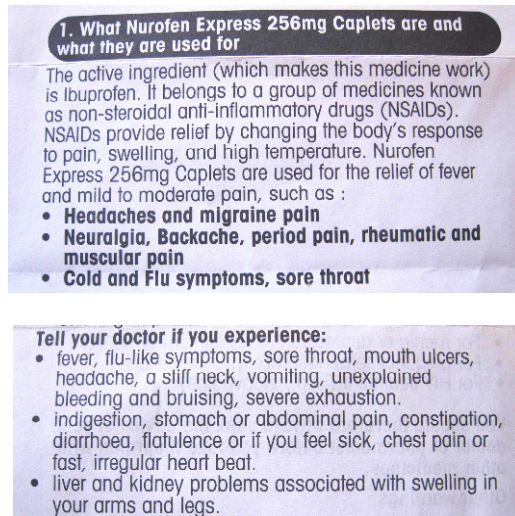 1. What Nurofen Express 256mg Caplets are and
what they are used for
The active ingredient (which makes this medicine work)
is Ibuprofen. It belongs to a group of medicines known
as non-steroidal anti-inflammatory drugs (NSAIDs).
NSAIDs provide relief by changing the body's response
to pain, swelling, and high temperature. Nurofen
Express 256mg Caplets are used for the relief of fever
and mild to moderate pain, such as :
• Headaches and migraine pain
• Neuralgia, Backache, period pain, rheumatic and
muscular pain
• Cold and Flu symptoms, sore throat
Tell your doctor if you experience:
• fever, flu-like symptoms, sore throat, mouth ulcers,
headache, a stiff neck, vomiting, unexplained
bleeding and bruising, severe exhaustion.
• indigestion, stomach or abdominal pain, constipation,
diarrhoea, flatulence or if you feel sick, chest pain or
fast, irregular heart beat.
• liver and kidney problems associated with swelling in
your arms and legs.